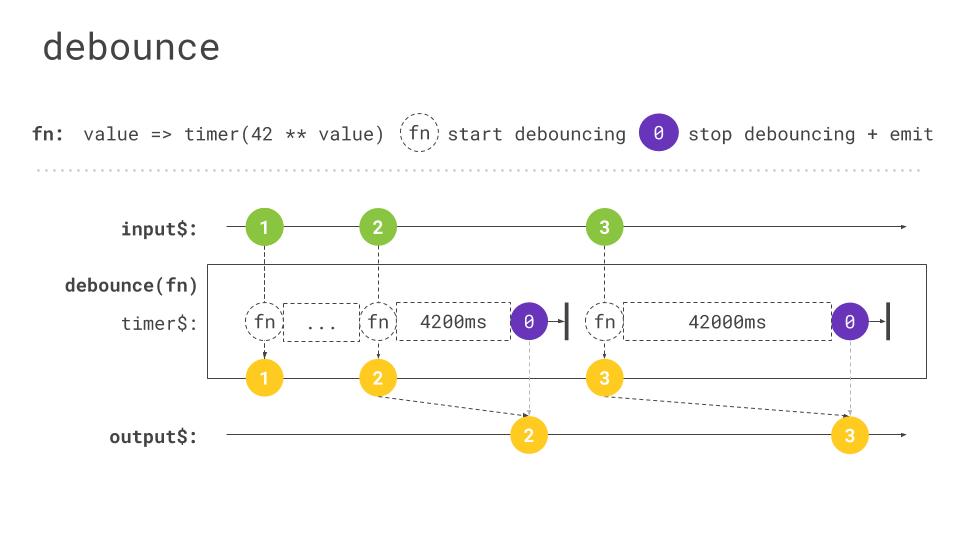 debounce
fn: value => timer(42 ** value) fn start debouncing 0 stop debouncing + emit
input$: 1 2 3
debounce(fn)
timer$: fn ... fn 4200ms 0 fn 42000ms 0
1 2 3
output$: 2 3